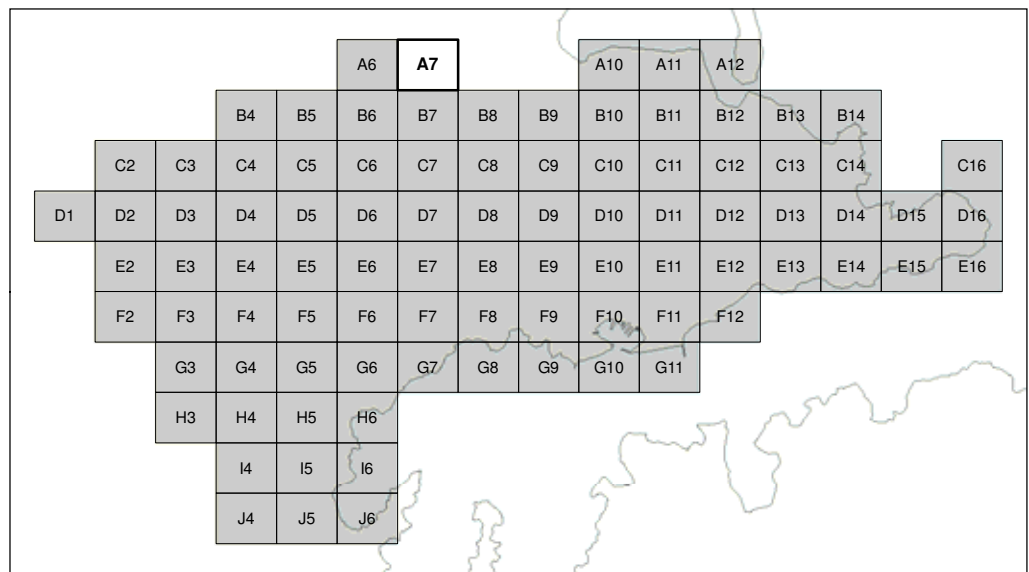 A6 A7 A10 A11 A12
B4 B5 B6 B7 B8 B9 B10 B11 B12 B13 B14
C2 C3 C4 C5 C6 C7 C8 C9 C10 C11 C12 C13 C14 C16
D1 D2 D3 D4 D5 D6 D7 D8 D9 D10 D11 D12 D13 D14 D15 D16
E2 E3 E4 E5 E6 E7 E8 E9 E10 E11 E12 E13 E14 E15 E16
F2 F3 F4 F5 F6 F7 F8 F9 F10 F11 F12
G3 G4 G5 G6 G7 G8 G9 G10 G11
H3 H4 H5 H6
I4 I5 I6
J4 J5 J6